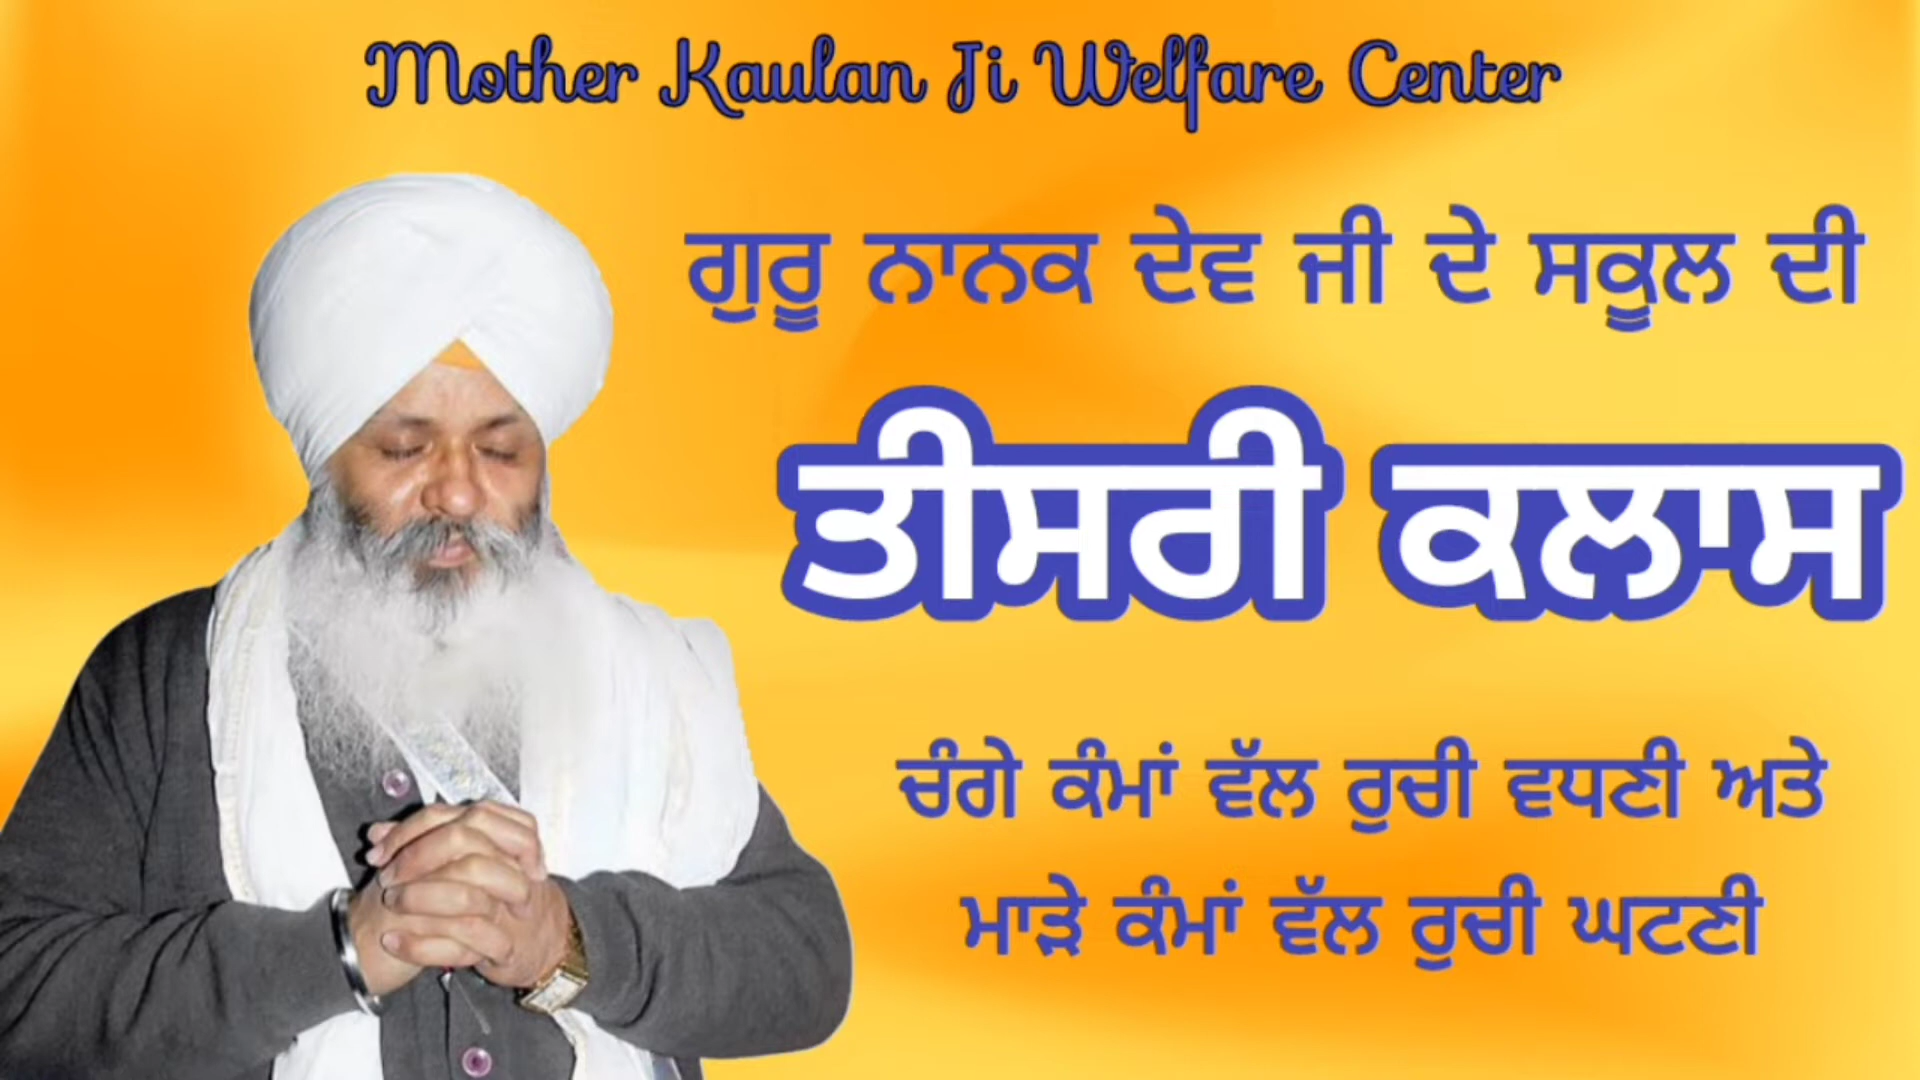 Mother Kaulan Ji Welfare Center
ਗੁਰੂ ਨਾਨਕ ਦੇਵ ਜੀ ਦੇ ਸਕੂਲ ਦੀ
ਤੀਸਰੀ ਕਲਾਸ
ਚੰਗੇ ਕੰਮਾਂ ਵੱਲ ਰੁਚੀ ਵਧਣੀ ਅਤੇ
ਮਾੜੇ ਕੰਮਾਂ ਵੱਲ ਰੁਚੀ ਘਟਣੀ